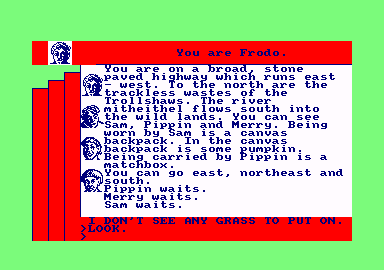 You are Frodo.
You are on a broad, stone
paved highway which runs east
- west. To the north are the
trackless wastes of the
Trollshaws. The river
mitheithel flows south into
the wild lands. You can see
Sam, Pippin and Merry. Being
worn by Sam is a canvas
backpack. In the canvas
backpack is some pumpkin.
Being carried by Pippin is a
matchbox.
You can go east, northeast and
south.
Pippin waits.
Merry waits.
Sam waits.
I DON'T SEE ANY GRASS TO PUT ON.
>LOOK.
>